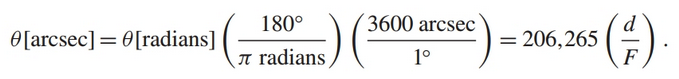 θ[arcsec] = θ[radians] (180° / π radians) (3600 arcsec / 1°) = 206,265 (d / F) .